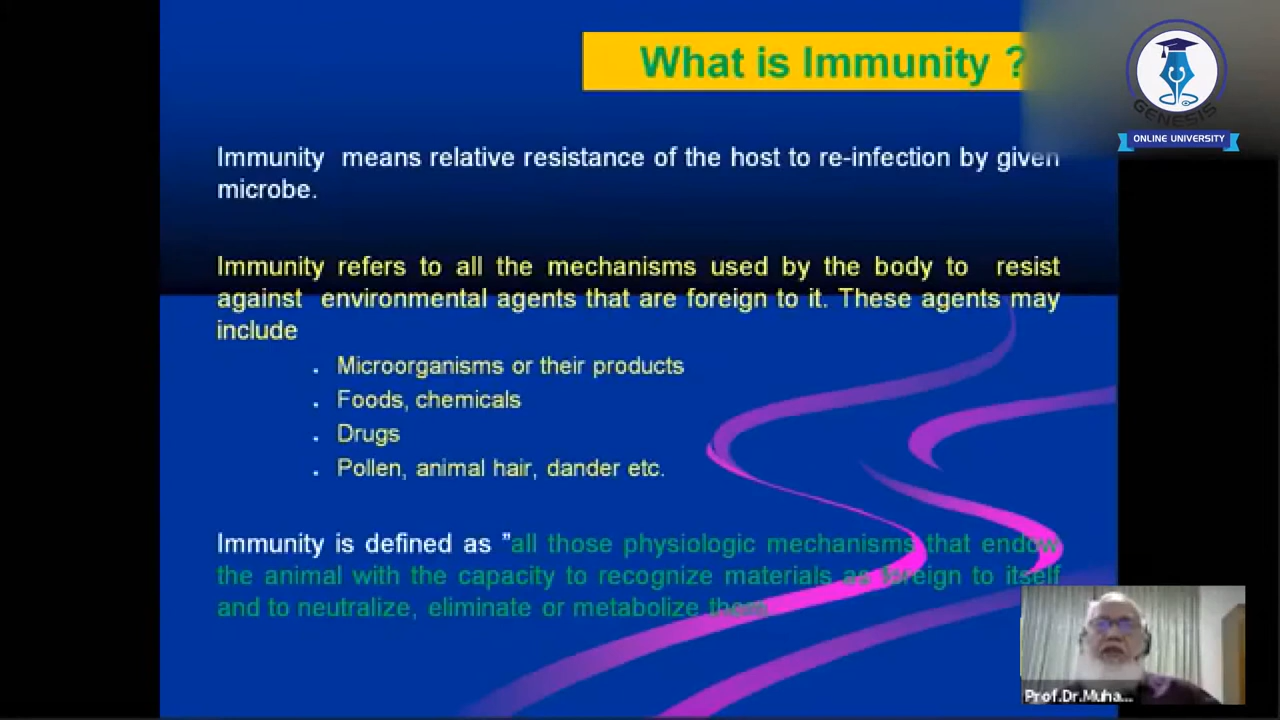 What is Immunity ?
GENESIS
ONLINE UNIVERSITY
Immunity means relative resistance of the host to re-infection by given
microbe.
Immunity refers to all the mechanisms used by the body to resist
against environmental agents that are foreign to it. These agents may
include
. Microorganisms or their products
. Foods, chemicals
. Drugs
. Pollen, animal hair, dander etc.
Immunity is defined as ”all those physiologic mechanisms that endow
the animal with the capacity to recognize materials as foreign to itself
and to neutralize, eliminate or metabolize them
Prof.Dr.Muha...